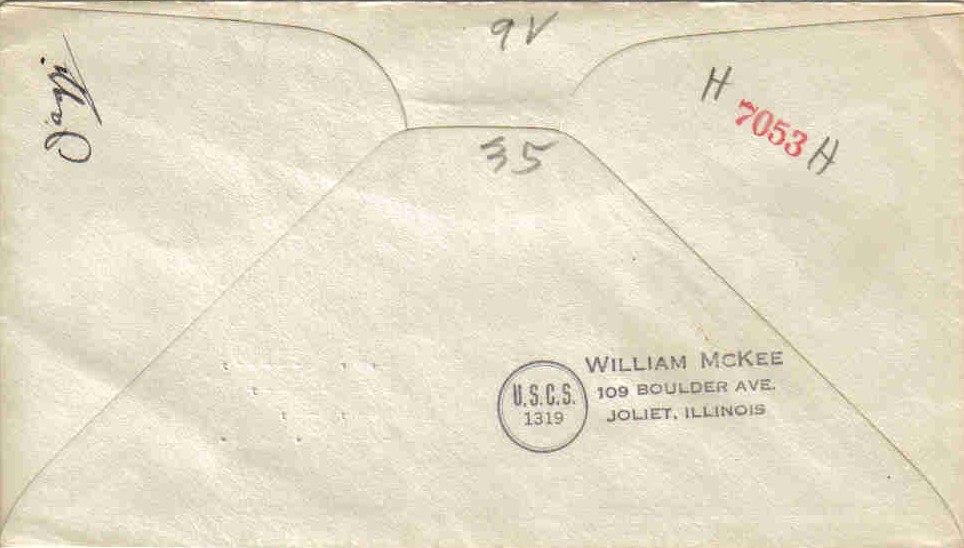 9V
H 7053 H
35
WILLIAM MCKEE
U.S.C.S. 109 BOULDER AVE.
1319 JOLIET, ILLINOIS